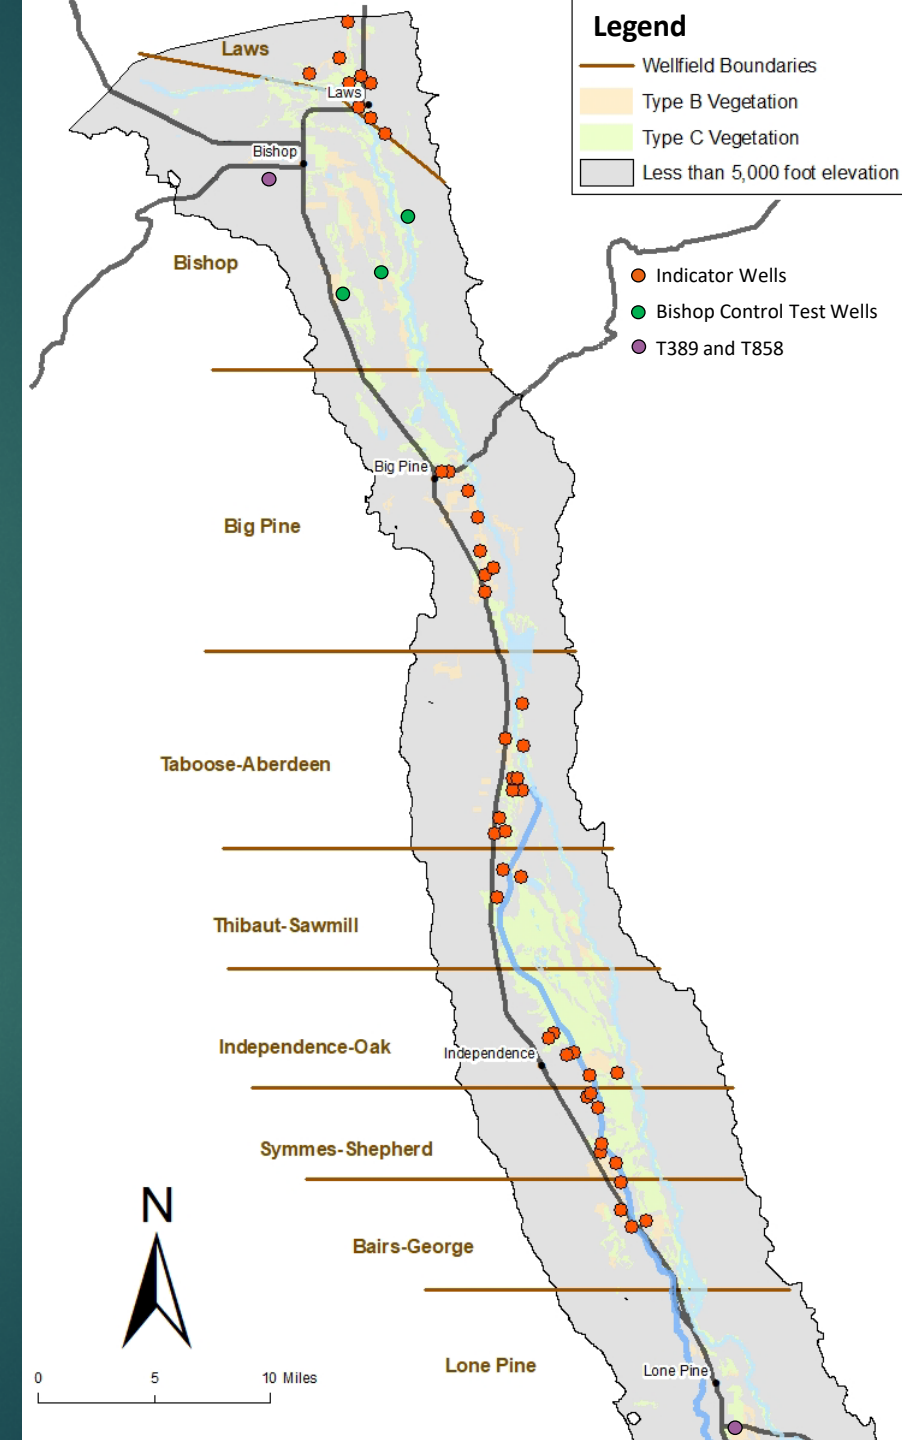 Legend
Wellfield Boundaries
Type B Vegetation
Type C Vegetation
Less than 5,000 foot elevation
Indicator Wells
Bishop Control Test Wells
T389 and T858
Laws
Laws
Bishop
Bishop
Big Pine
Big Pine
Taboose-Aberdeen
Thibaut-Sawmill
Independence-Oak
Independence
Symmes-Shepherd
Bairs-George
Lone Pine
Lone Pine
N
0 5 10 Miles